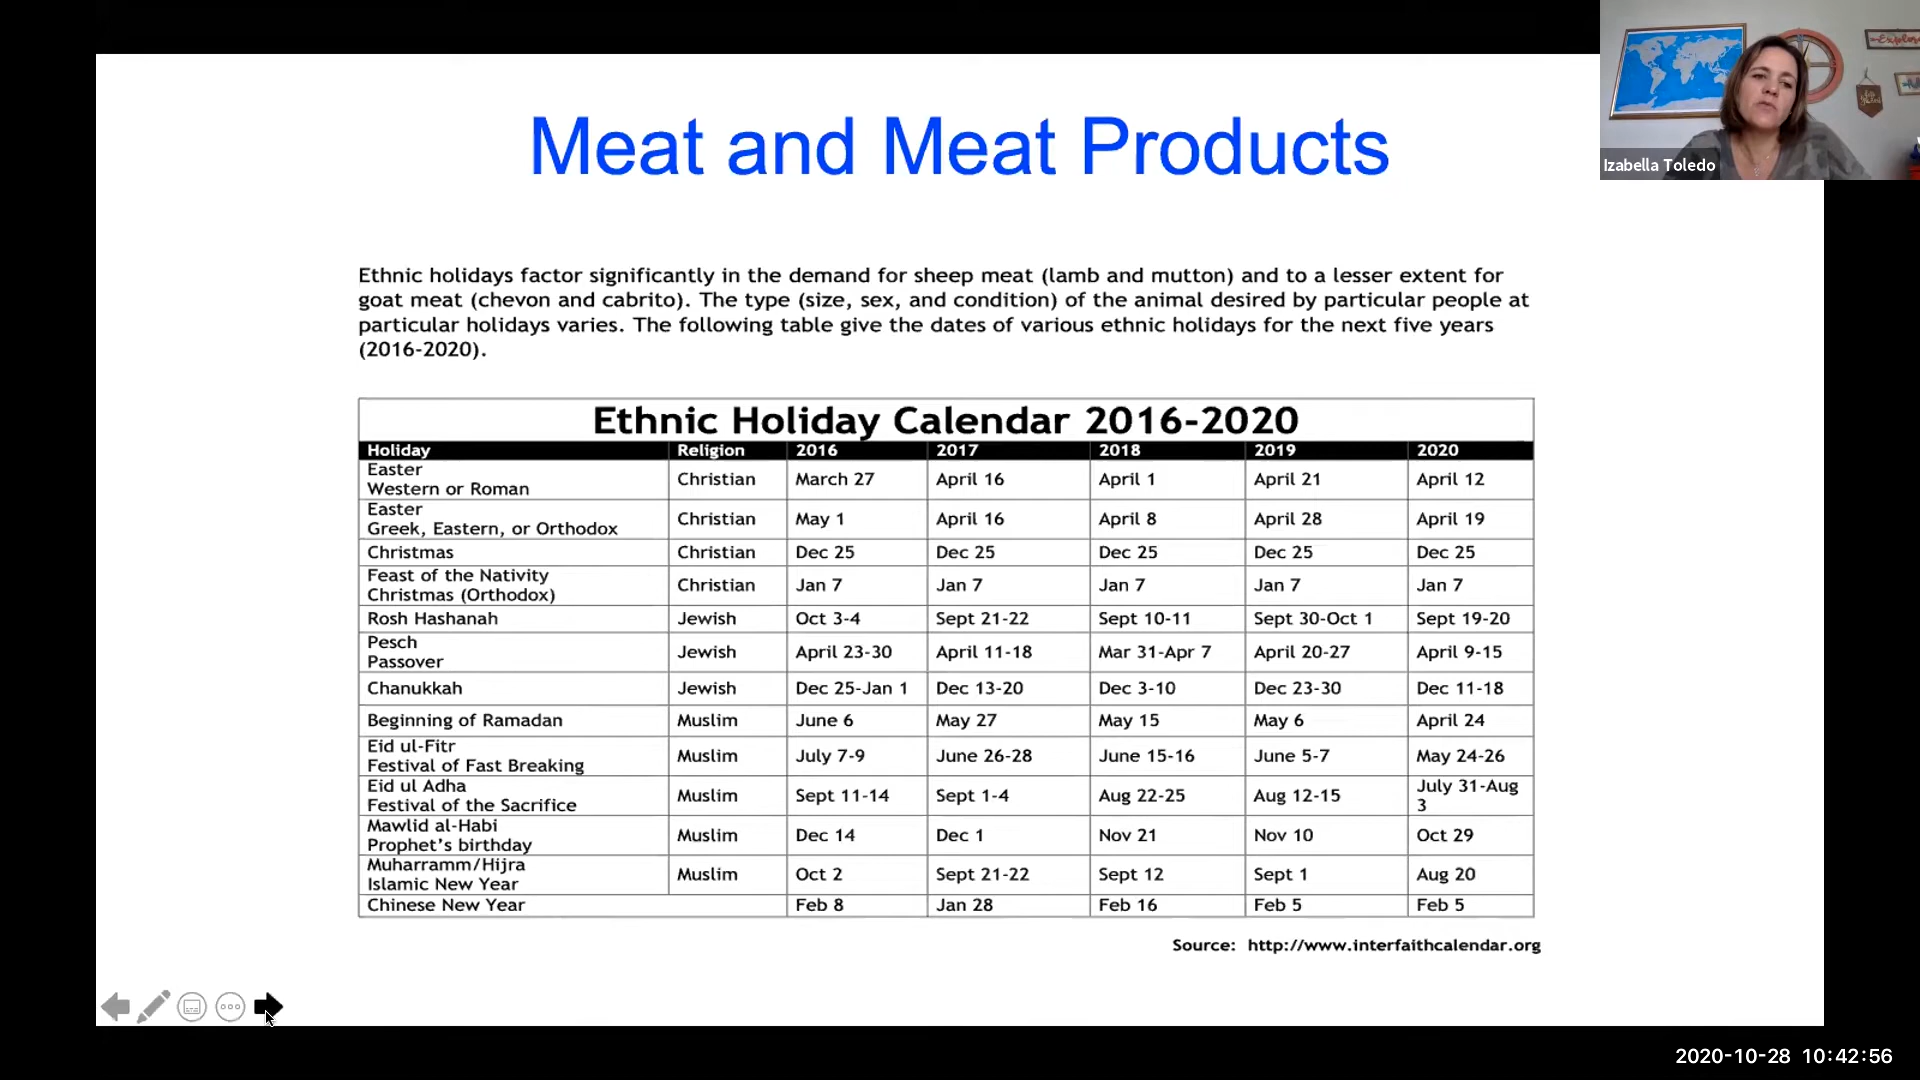 Meat and Meat Products
Izabella Toledo
Ethnic holidays factor significantly in the demand for sheep meat (lamb and mutton) and to a lesser extent for
goat meat (chevon and cabrito). The type (size, sex, and condition) of the animal desired by particular people at
particular holidays varies. The following table give the dates of various ethnic holidays for the next five years
(2016-2020).
Ethnic Holiday Calendar 2016-2020
Holiday Religion 2016 2017 2018 2019 2020
Easter
Western or Roman Christian March 27 April 16 April 1 April 21 April 12
Easter
Greek, Eastern, or Orthodox Christian May 1 April 16 April 8 April 28 April 19
Christmas Christian Dec 25 Dec 25 Dec 25 Dec 25 Dec 25
Feast of the Nativity
Christmas (Orthodox) Christian Jan 7 Jan 7 Jan 7 Jan 7 Jan 7
Rosh Hashanah Jewish Oct 3-4 Sept 21-22 Sept 10-11 Sept 30-Oct 1 Sept 19-20
Pesch
Passover Jewish April 23-30 April 11-18 Mar 31-Apr 7 April 20-27 April 9-15
Chanukkah Jewish Dec 25-Jan 1 Dec 13-20 Dec 3-10 Dec 23-30 Dec 11-18
Beginning of Ramadan Muslim June 6 May 27 May 15 May 6 April 24
Eid ul-Fitr
Festival of Fast Breaking Muslim July 7-9 June 26-28 June 15-16 June 5-7 May 24-26
Eid ul Adha
Festival of the Sacrifice Muslim Sept 11-14 Sept 1-4 Aug 22-25 Aug 12-15 July 31-Aug
3
Mawlid al-Habi
Prophet's birthday Muslim Dec 14 Dec 1 Nov 21 Nov 10 Oct 29
Muharramm/Hijra
Islamic New Year Muslim Oct 2 Sept 21-22 Sept 12 Sept 1 Aug 20
Chinese New Year Feb 8 Jan 28 Feb 16 Feb 5 Feb 5
Source: http://www.interfaithcalendar.org
2020-10-28 10:42:56